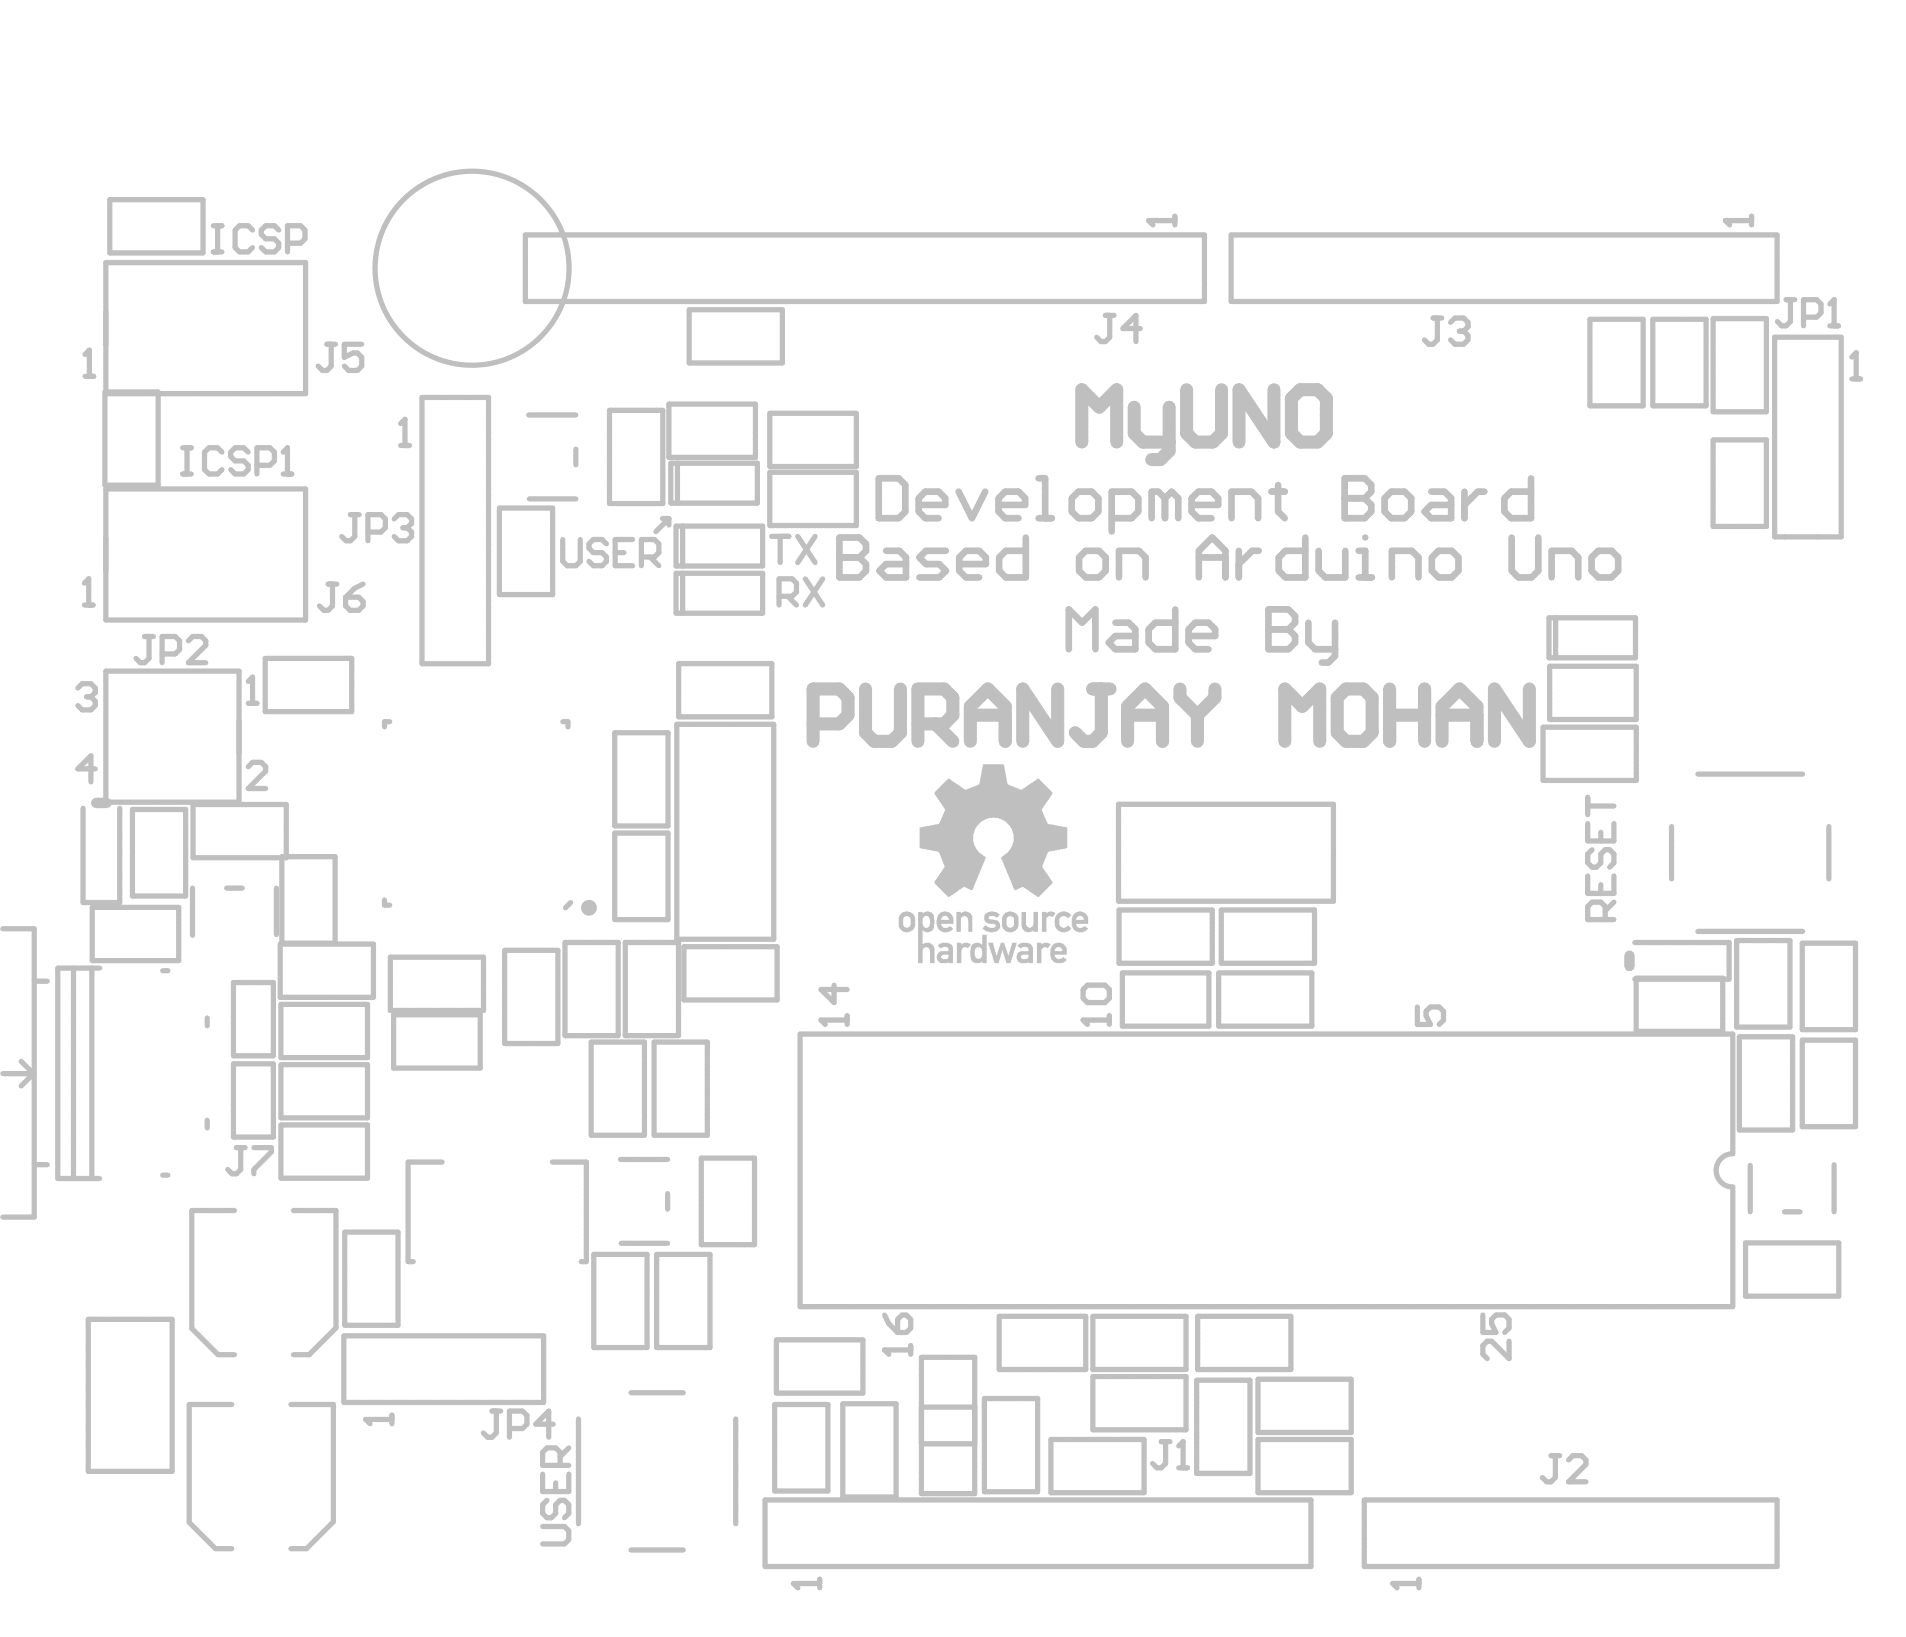 1
1
ICSP
JP1
J4
J3
1
J5
1
MyUNO
1
ICSP1
Development Board
JP3
USER
TX
Based on Arduino Uno
RX
1
J6
Made By
JP2
3
1
PURANJAY MOHAN
4
2
RESET
open source
hardware
14
10
5
J7
16
25
1
JP4
USER
J1
J2
1
1